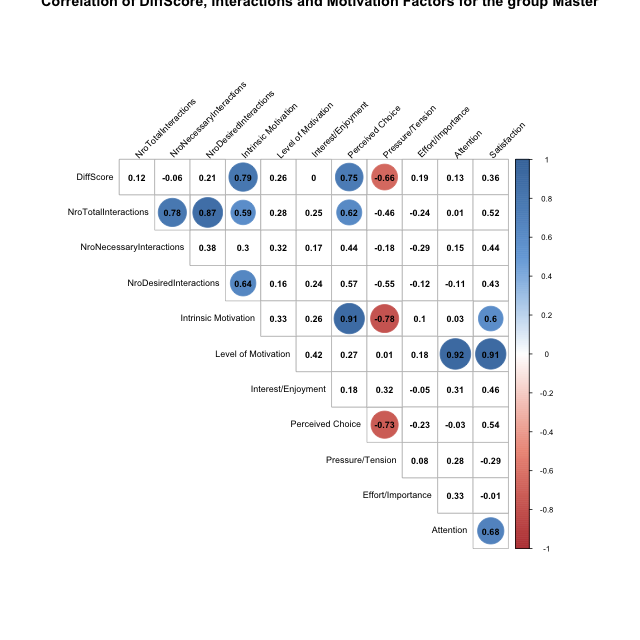 Correlation of DiffScore, Interactions and Motivation Factors for the group Master
NroTotalInteractions
NroNecessaryInteractions
NroDesiredInteractions
Intrinsic Motivation
Level of Motivation
Interest/Enjoyment
Perceived Choice
Pressure/Tension
Effort/Importance
Attention
Satisfaction
DiffScore 0.12 -0.06 0.21 0.79 0.26 0 0.75 -0.66 0.19 0.13 0.36
NroTotalInteractions 0.78 0.87 0.59 0.28 0.25 0.62 -0.46 -0.24 0.01 0.52
NroNecessaryInteractions 0.38 0.3 0.32 0.17 0.44 -0.18 -0.29 0.15 0.44
NroDesiredInteractions 0.64 0.16 0.24 0.57 -0.55 -0.12 -0.11 0.43
Intrinsic Motivation 0.33 0.26 0.91 -0.78 0.1 0.03 0.6
Level of Motivation 0.42 0.27 0.01 0.18 0.92 0.91
Interest/Enjoyment 0.18 0.32 -0.05 0.31 0.46
Perceived Choice -0.73 -0.23 -0.03 0.54
Pressure/Tension 0.08 0.28 -0.29
Effort/Importance 0.33 -0.01
Attention 0.68
1
0.8
0.6
0.4
0.2
0
-0.2
-0.4
-0.6
-0.8
-1